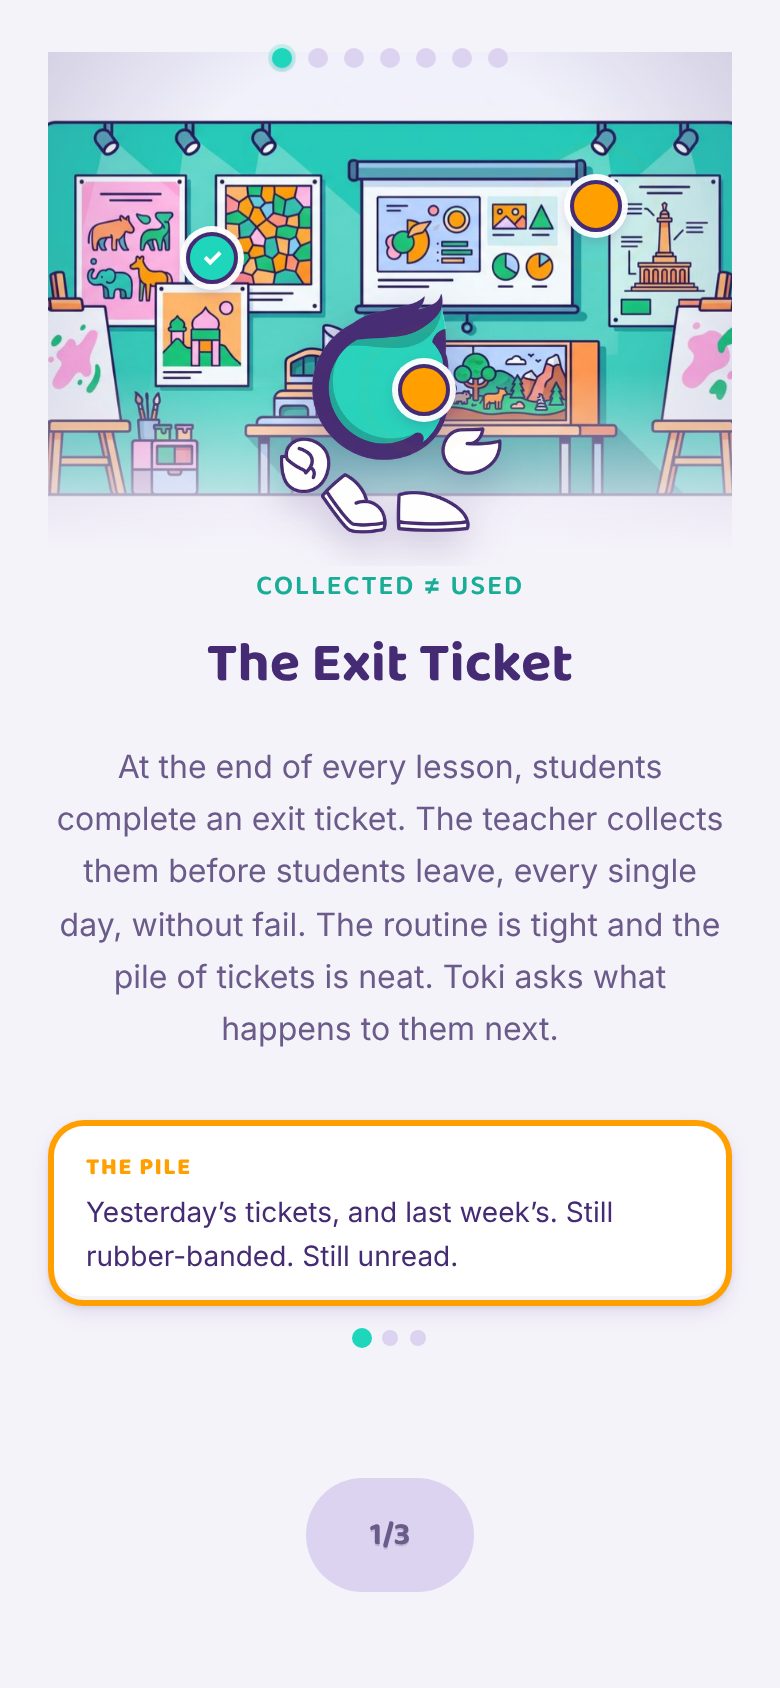 COLLECTED ≠ USED
The Exit Ticket
At the end of every lesson, students
complete an exit ticket. The teacher collects
them before students leave, every single
day, without fail. The routine is tight and the
pile of tickets is neat. Toki asks what
happens to them next.
THE PILE
Yesterday’s tickets, and last week’s. Still
rubber-banded. Still unread.
1/3